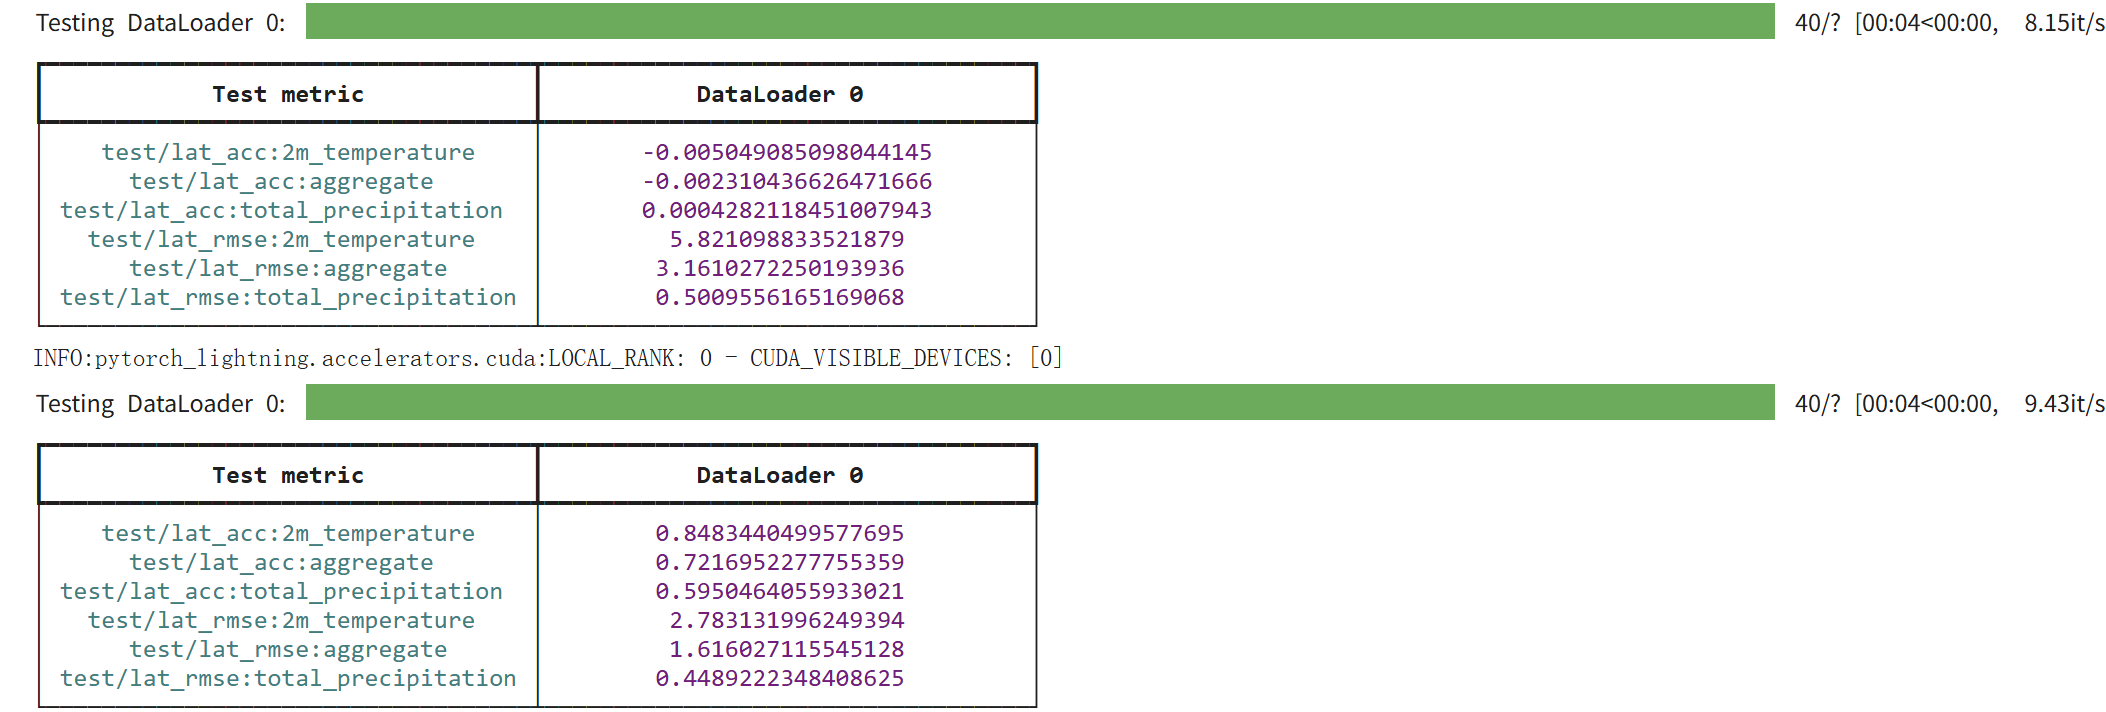 Testing DataLoader 0: 40/? [00:04<00:00, 8.15it/s
Test metric DataLoader 0
test/lat_acc:2m_temperature -0.005049085098044145
test/lat_acc:aggregate -0.002310436626471666
test/lat_acc:total_precipitation 0.0004282118451007943
test/lat_rmse:2m_temperature 5.821098833521879
test/lat_rmse:aggregate 3.1610272250193936
test/lat_rmse:total_precipitation 0.5009556165169068
INFO:pytorch_lightning.accelerators.cuda:LOCAL_RANK: 0 - CUDA_VISIBLE_DEVICES: [0]
Testing DataLoader 0: 40/? [00:04<00:00, 9.43it/s
Test metric DataLoader 0
test/lat_acc:2m_temperature 0.8483440499577695
test/lat_acc:aggregate 0.7216952277755359
test/lat_acc:total_precipitation 0.5950464055933021
test/lat_rmse:2m_temperature 2.783131996249394
test/lat_rmse:aggregate 1.616027115545128
test/lat_rmse:total_precipitation 0.4489222348408625